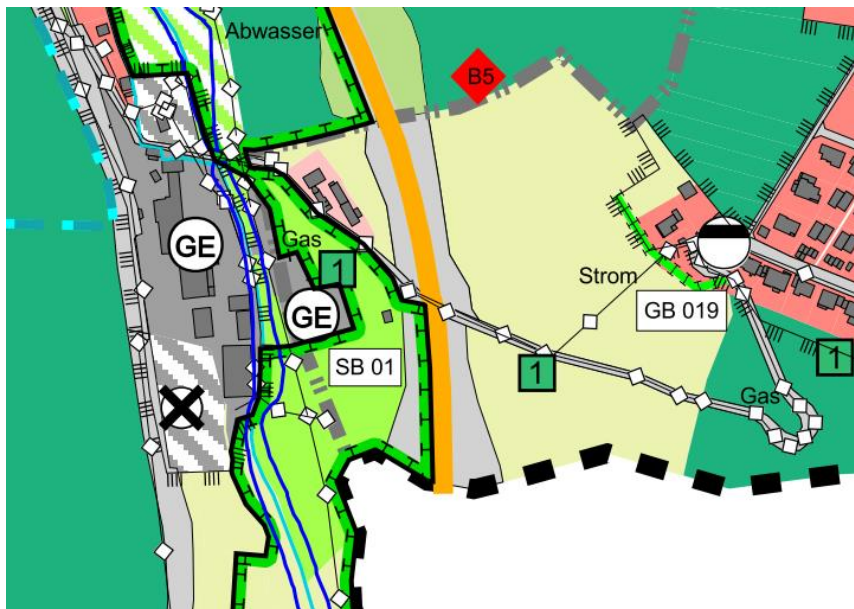 Abwasser
B5
GE
Gas
1
Strom
GE
GB 019
SB 01
1
1
Gas